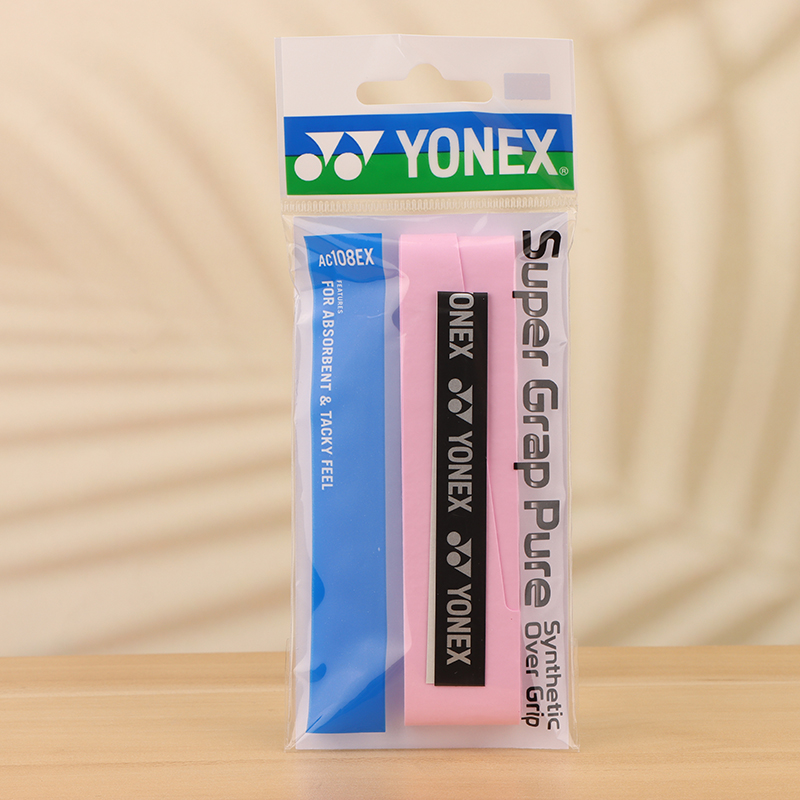 YONEX®
AC108EX
FEATURES
FOR ABSORBENT & TACKY FEEL
ONEX YONEX YONEX
Super Grap Pure
Synthetic
Over Grip